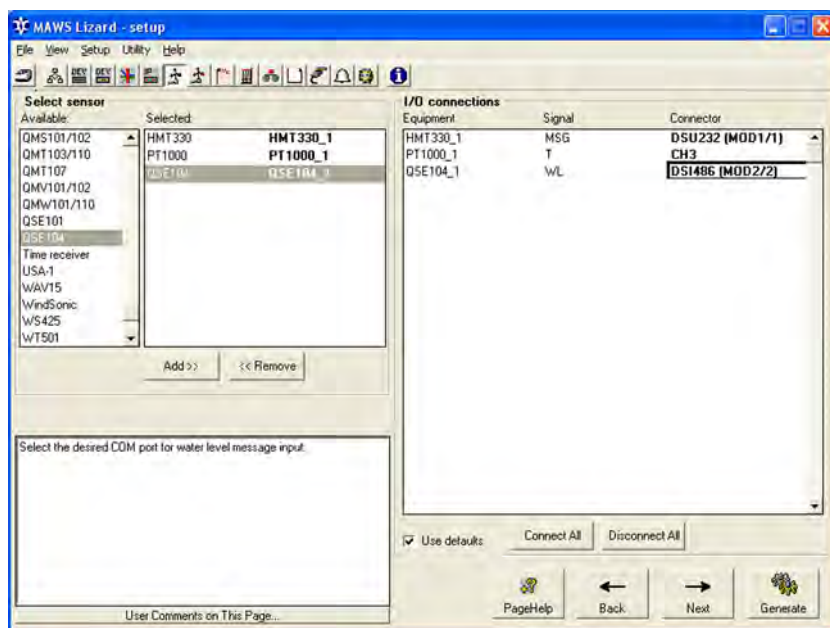 MAWS Lizard - setup
File View Setup Utility Help
Select sensor
Available: Selected:
QMS101/102
QMT103/110
QMT107
QMV101/102
QMW101/110
QSE101
QSE104
Time receiver
USA-1
WAV15
WindSonic
WS425
WT501
HMT330 HMT330_1
PT1000 PT1000_1
QSE104 QSE104_1
Add >> << Remove
Select the desired COM port for water level message input.
User Comments on This Page...
I/O connections
Equipment Signal Connector
HMT330_1 MSG DSU232 (MOD1/1)
PT1000_1 T CH3
QSE104_1 WL DSI486 (MOD2/2)
Use defaults Connect All Disconnect All
PageHelp Back Next Generate